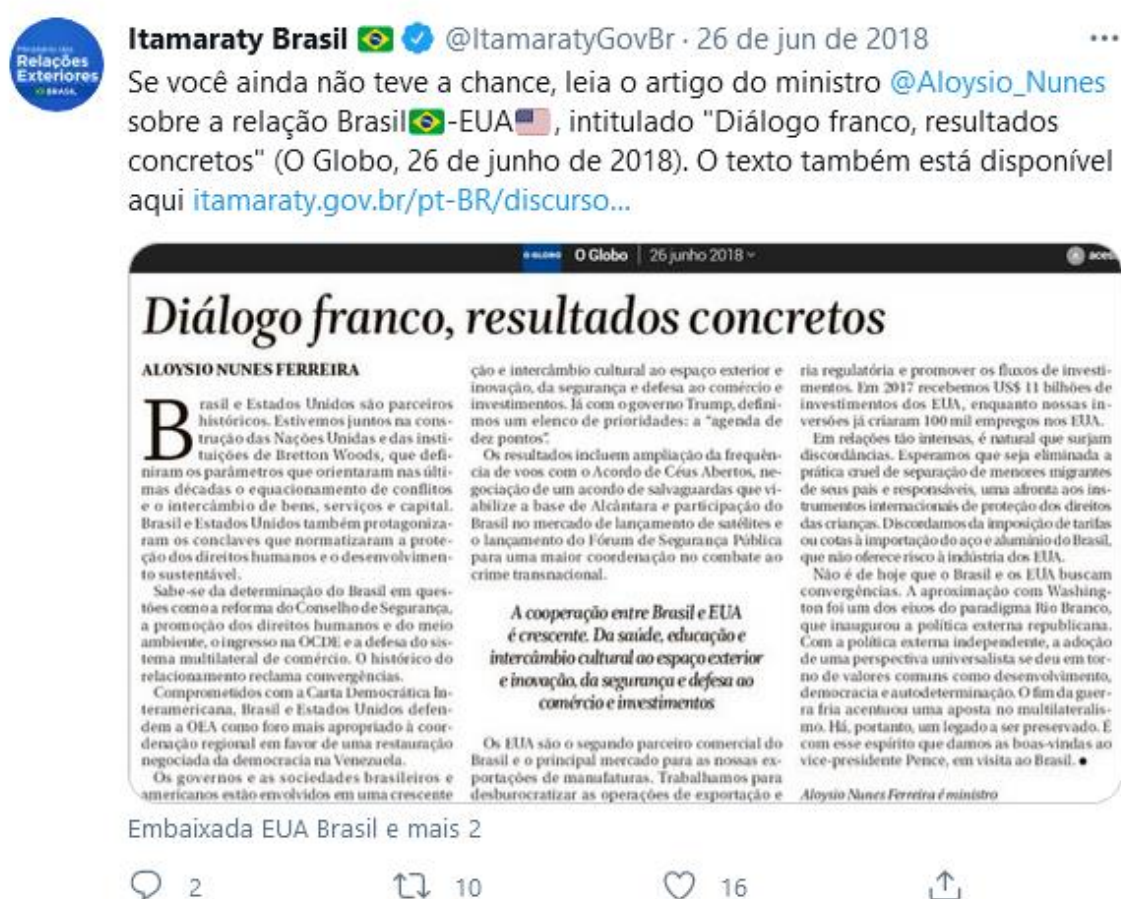 Ministério das
Relações
Exteriores
BRASIL
Itamaraty Brasil @ItamaratyGovBr · 26 de jun de 2018
Se você ainda não teve a chance, leia o artigo do ministro @Aloysio_Nunes
sobre a relação Brasil-EUA, intitulado "Diálogo franco, resultados
concretos" (O Globo, 26 de junho de 2018). O texto também está disponível
aqui itamaraty.gov.br/pt-BR/discurso...
O GLOBO O Globo | 26 junho 2018
aces
Diálogo franco, resultados concretos
ALOYSIO NUNES FERREIRA
Brasil e Estados Unidos são parceiros
históricos. Estivemos juntos na cons-
trução das Nações Unidas e das insti-
tuições de Bretton Woods, que defi-
niram os parâmetros que orientaram nas últi-
mas décadas o equacionamento de conflitos
e o intercâmbio de bens, serviços e capital.
Brasil e Estados Unidos também protagoniza-
ram os conclaves que normatizaram a prote-
ção dos direitos humanos e o desenvolvimen-
to sustentável.
Sabe-se da determinação do Brasil em ques-
tões como a reforma do Conselho de Segurança,
a promoção dos direitos humanos e do meio
ambiente, o ingresso na OCDE e a defesa do sis-
tema multilateral de comércio. O histórico do
relacionamento reclama convergências.
Comprometidos com a Carta Democrática In-
teramericana, Brasil e Estados Unidos defen-
dem a OEA como foro mais apropriado à coor-
denação regional em favor de uma restauração
negociada da democracia na Venezuela.
Os governos e as sociedades brasileiros e
americanos estão envolvidos em uma crescente
ção e intercâmbio cultural ao espaço exterior e
inovação, da segurança e defesa ao comércio e
investimentos. Já com o governo Trump, defini-
mos um elenco de prioridades: a "agenda de
dez pontos".
Os resultados incluem ampliação da frequên-
cia de voos com o Acordo de Céus Abertos, ne-
gociação de um acordo de salvaguardas que vi-
abilize a base de Alcântara e participação do
Brasil no mercado de lançamento de satélites e
o lançamento do Fórum de Segurança Pública
para uma maior coordenação no combate ao
crime transnacional.
A cooperação entre Brasil e EUA
é crescente. Da saúde, educação e
intercâmbio cultural ao espaço exterior
e inovação, da segurança e defesa ao
comércio e investimentos
Os EUA são o segundo parceiro comercial do
Brasil e o principal mercado para as nossas ex-
portações de manufaturas. Trabalhamos para
desburocratizar as operações de exportação e
ria regulatória e promover os fluxos de investi-
mentos. Em 2017 recebemos US$ 11 bilhões de
investimentos dos EUA, enquanto nossas in-
versões já criaram 100 mil empregos nos EUA.
Em relações tão intensas, é natural que surjam
discordâncias. Esperamos que seja eliminada a
prática cruel de separação de menores migrantes
de seus pais e responsáveis, uma afronta aos ins-
trumentos internacionais de proteção dos direitos
das crianças. Discordamos da imposição de tarifas
ou cotas à importação do aço e alumínio do Brasil,
que não oferece risco à indústria dos EUA.
Não é de hoje que o Brasil e os EUA buscam
convergências. A aproximação com Washing-
ton foi um dos eixos do paradigma Rio Branco,
que inaugurou a política externa republicana.
Com a política externa independente, a adoção
de uma perspectiva universalista se deu em tor-
no de valores comuns como desenvolvimento,
democracia e autodeterminação. O fim da guer-
ra fria acentuou uma aposta no multilateralis-
mo. Há, portanto, um legado a ser preservado. É
com esse espírito que damos as boas-vindas ao
vice-presidente Pence, em visita ao Brasil. ●
Aloysio Nunes Ferreira é ministro
Embaixada EUA Brasil e mais 2
2 10 16